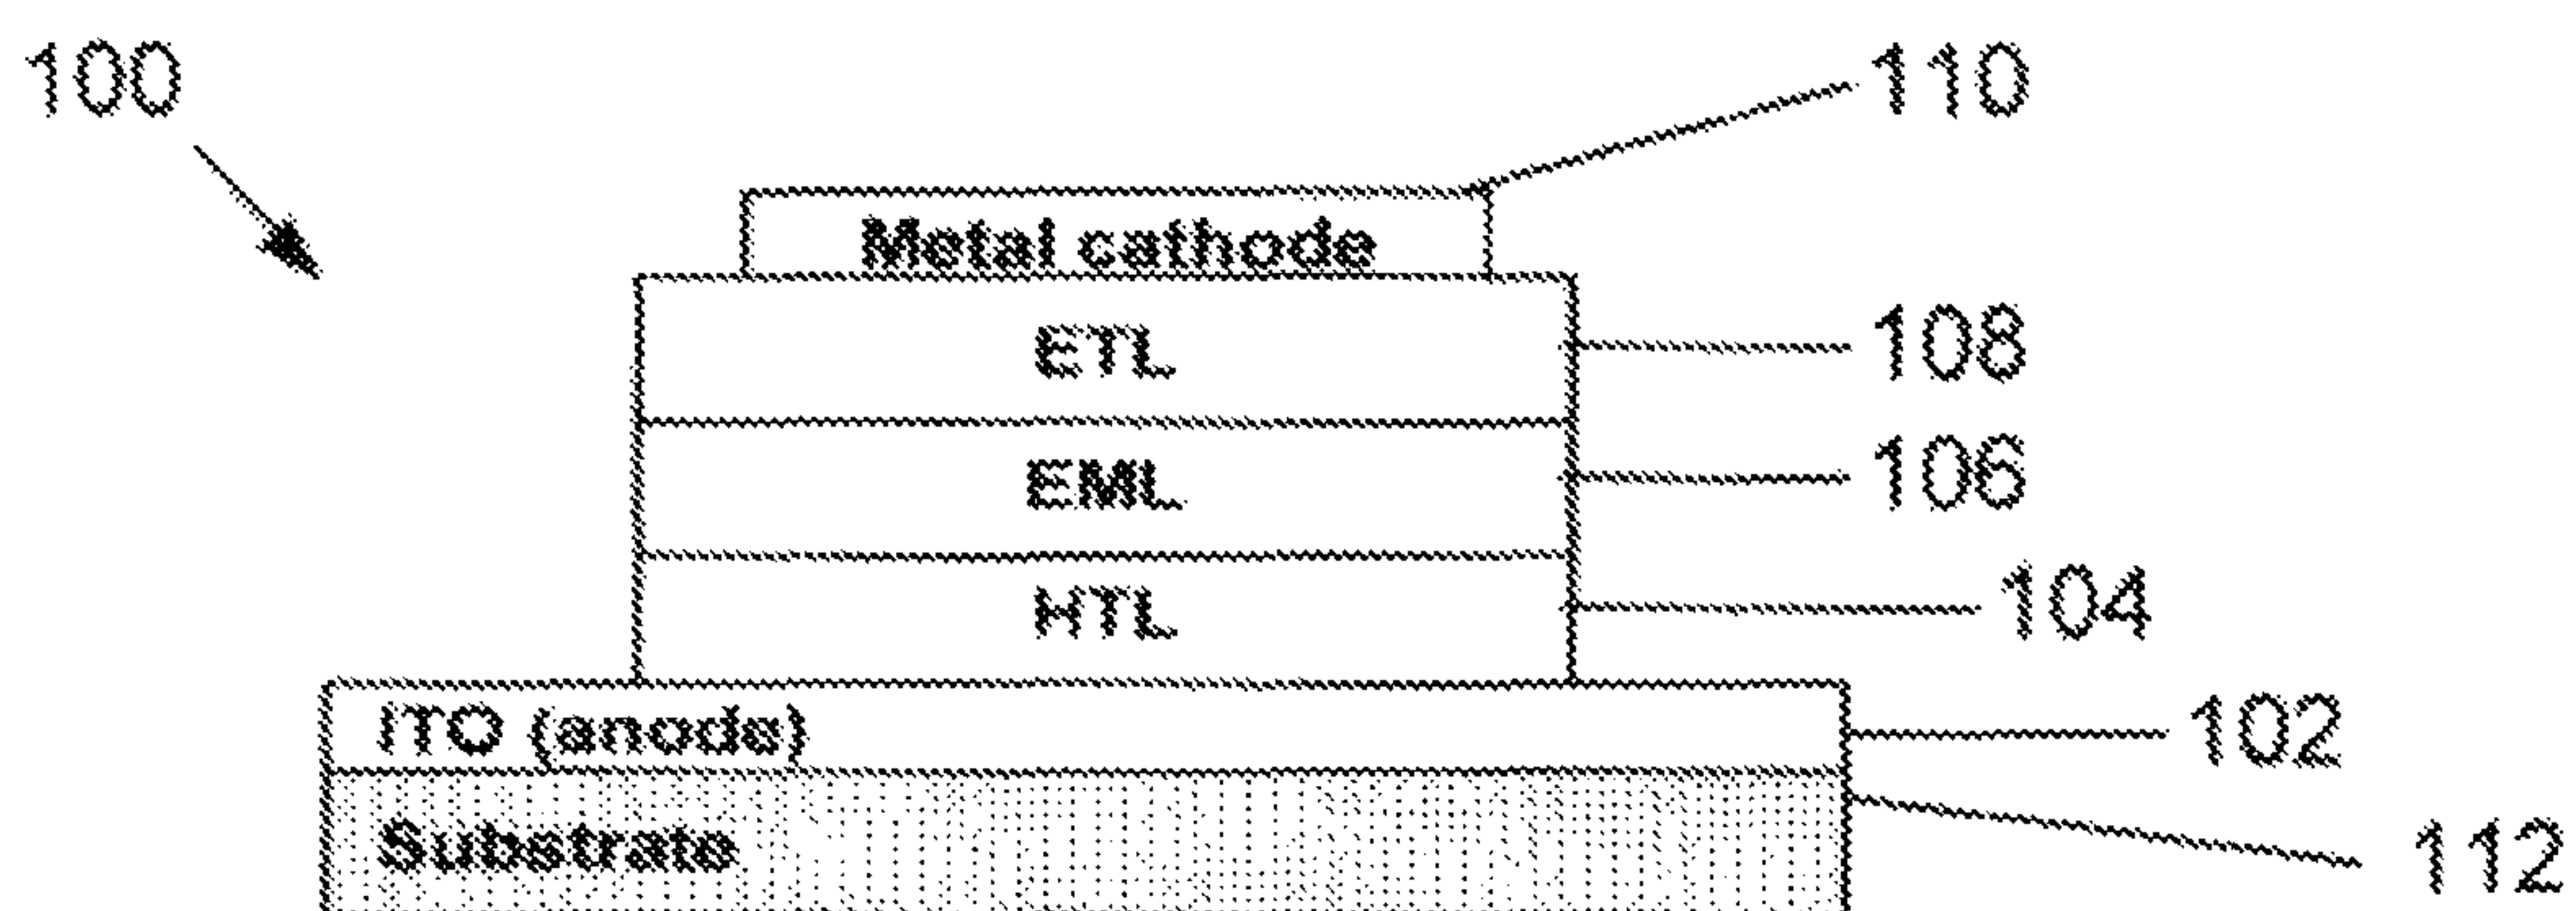 100
110
Metal cathode
ETL
108
EML
106
HTL
104
ITO (anode)
102
Substrate
112